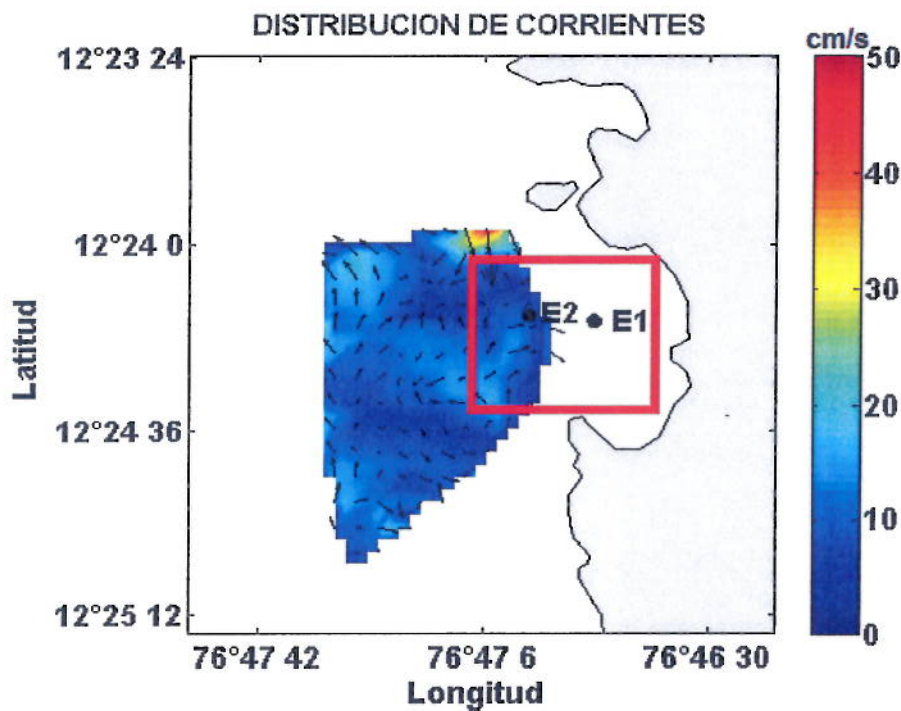 DISTRIBUCION DE CORRIENTES
cm/s
12°23 24
12°24 0
12°24 36
12°25 12
Latitud
E2
E1
50
40
30
20
10
0
76°47 42
76°47 6
76°46 30
Longitud